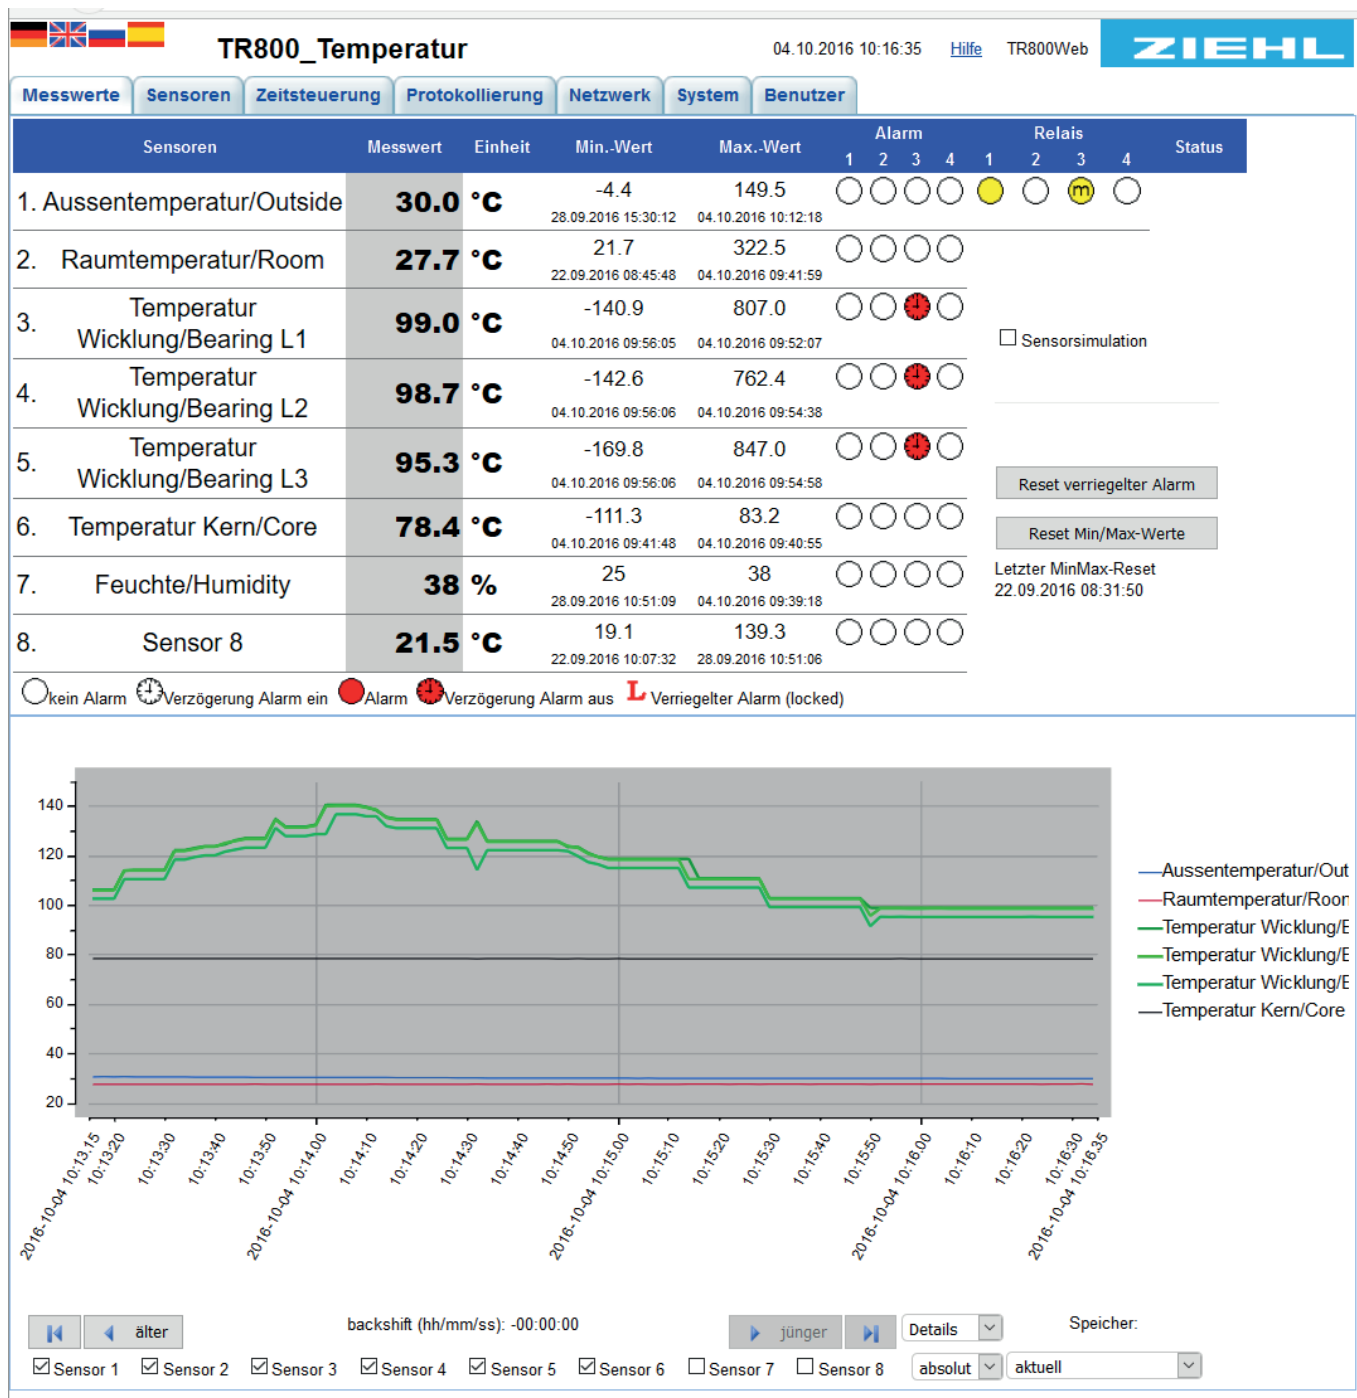 TR800_Temperatur
04.10.2016 10:16:35 Hilfe TR800Web ZIEHL
Messwerte Sensoren Zeitsteuerung Protokollierung Netzwerk System Benutzer
Sensoren Messwert Einheit Min.-Wert Max.-Wert Alarm Relais Status
1 2 3 4 1 2 3 4
1. Aussentemperatur/Outside 30.0 °C -4.4 149.5 m
28.09.2016 15:30:12 04.10.2016 10:12:18
2. Raumtemperatur/Room 27.7 °C 21.7 322.5
22.09.2016 08:45:48 04.10.2016 09:41:59
3. Temperatur Wicklung/Bearing L1 99.0 °C -140.9 807.0
04.10.2016 09:56:05 04.10.2016 09:52:07
4. Temperatur Wicklung/Bearing L2 98.7 °C -142.6 762.4
04.10.2016 09:56:06 04.10.2016 09:54:38
5. Temperatur Wicklung/Bearing L3 95.3 °C -169.8 847.0
04.10.2016 09:56:06 04.10.2016 09:54:58
6. Temperatur Kern/Core 78.4 °C -111.3 83.2
04.10.2016 09:41:48 04.10.2016 09:40:55
7. Feuchte/Humidity 38 % 25 38
28.09.2016 10:51:09 04.10.2016 09:39:18
8. Sensor 8 21.5 °C 19.1 139.3
22.09.2016 10:07:32 28.09.2016 10:51:06
Sensorsimulation
Reset verriegelter Alarm
Reset Min/Max-Werte
Letzter MinMax-Reset
22.09.2016 08:31:50
kein Alarm Verzögerung Alarm ein Alarm Verzögerung Alarm aus L Verriegelter Alarm (locked)
140
120
100
80
60
40
20
Aussentemperatur/Out
Raumtemperatur/Roon
Temperatur Wicklung/E
Temperatur Wicklung/E
Temperatur Wicklung/E
Temperatur Kern/Core
2016-10-04 10:13:15
10:13:20
10:13:30
10:13:40
10:13:50
2016-10-04 10:14:00
10:14:10
10:14:20
10:14:30
10:14:40
10:14:50
2016-10-04 10:15:00
10:15:10
10:15:20
10:15:30
10:15:40
10:15:50
2016-10-04 10:16:00
10:16:10
10:16:20
10:16:30
2016-10-04 10:16:35
älter backshift (hh/mm/ss): -00:00:00 jünger Details Speicher:
Sensor 1 Sensor 2 Sensor 3 Sensor 4 Sensor 5 Sensor 6 Sensor 7 Sensor 8 absolut aktuell